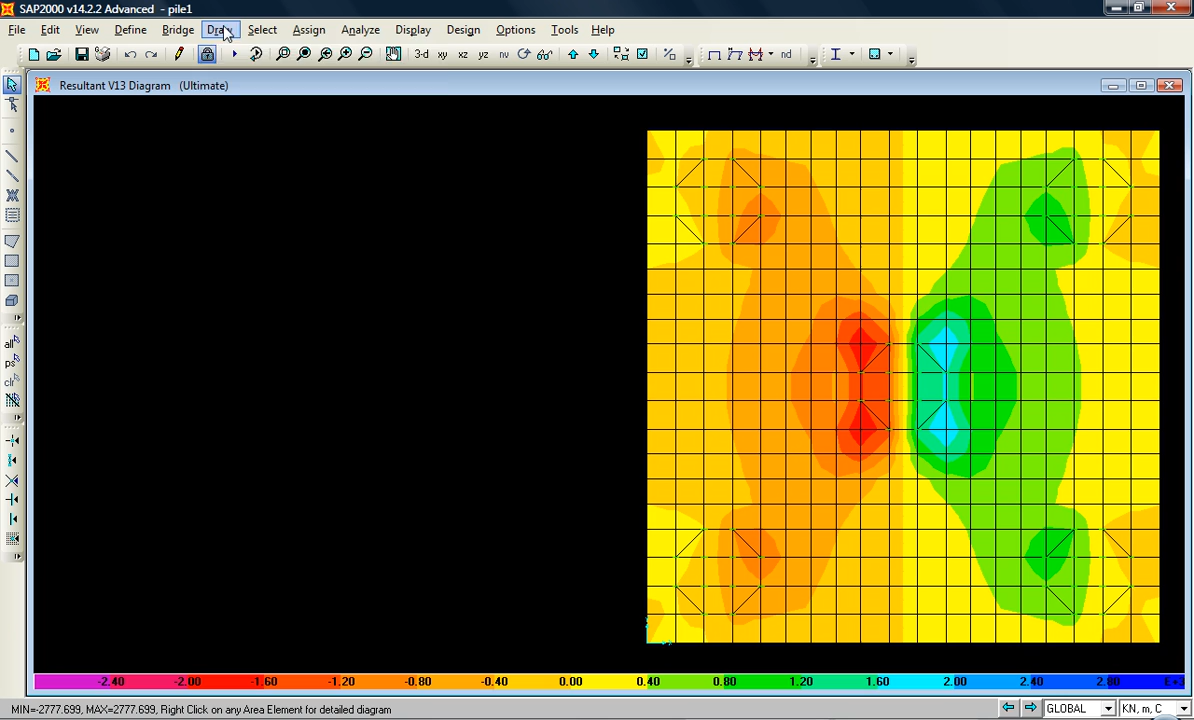 SAP2000 v14.2.2 Advanced - pile1
File Edit View Define Bridge Draw Select Assign Analyze Display Design Options Tools Help
3-d xy xz yz nv nd
Resultant V13 Diagram (Ultimate)
all
ps
clr
-2.40 -2.00 -1.60 -1.20 -0.80 -0.40 0.00 0.40 0.80 1.20 1.60 2.00 2.40 2.80
MIN=-2777.699, MAX=2777.699, Right Click on any Area Element for detailed diagram GLOBAL KN, m, C